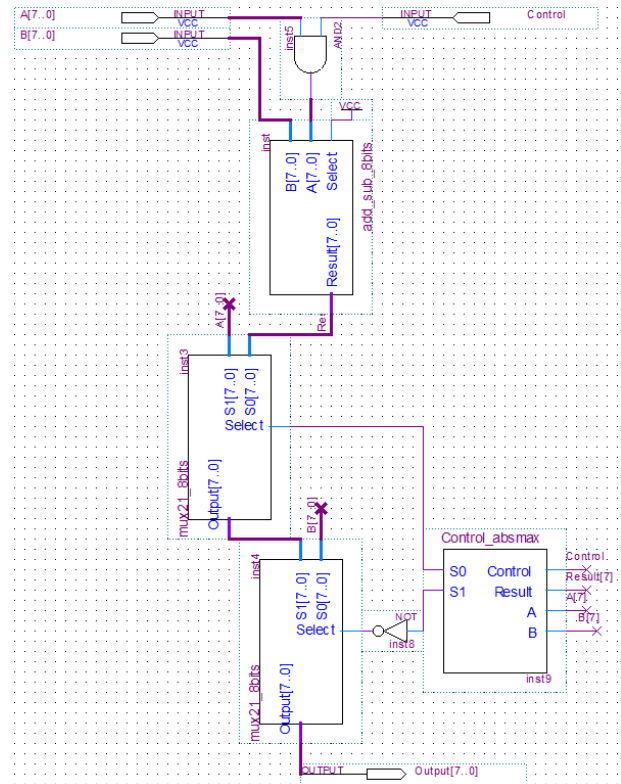 A[7..0] INPUT VCC
INPUT VCC Control
B[7..0] INPUT VCC
inst5
AND2
VCC
inst
B[7..0]
A[7..0]
Select
add_sub_8bits
Result[7..0]
A[7..0]
Res
inst3
S1[7..0]
S0[7..0]
Select
Output[7..0]
mux21_8bits
B[7..0]
inst4
S1[7..0]
S0[7..0]
Select
Output[7..0]
mux21_8bits
NOT
inst8
Control_absmax
S0 Control
S1 Result
A
B
inst9
Control
Result[7]
A[7]
B[7]
OUTPUT Output[7..0]